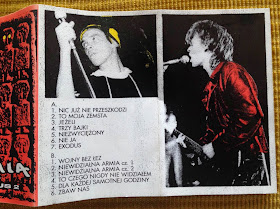 A.
1. NIC JUŻ NIE PRZESZKODZI
2. TO MOJA ZEMSTA
3. JEŻELI
4. TRZY BAJKI
5. NIEZWYCIĘŻONY
6. NIE JA
7. EXODUS
B.
1. WOJNY BEZ ŁEZ
2. NIEWIDZIALNA ARMIA cz. 1
3. NIEWIDZIALNA ARMIA cz. 2
4. TO CZEGO NIGDY NIE WIDZIAŁEM
5. DLA KAŻDEJ SAMOTNEJ GODZINY
6. ZBAW NAS